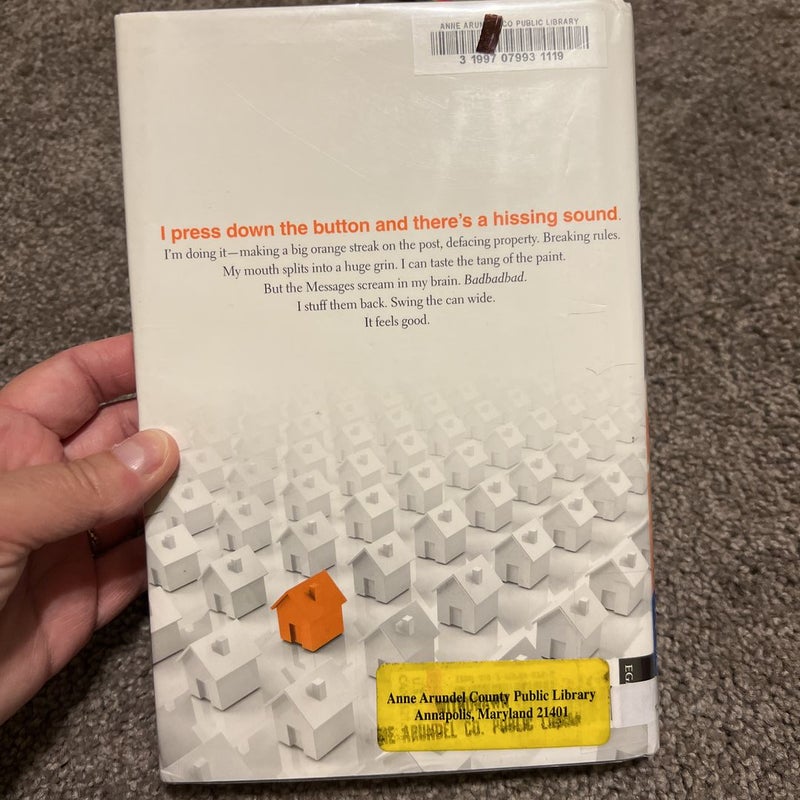 ANNE ARUN CO PUBLIC LIBRARY
3 1997 07993 1119
I press down the button and there's a hissing sound.
I'm doing it—making a big orange streak on the post, defacing property. Breaking rules.
My mouth splits into a huge grin. I can taste the tang of the paint.
But the Messages scream in my brain. Badbadbad.
I stuff them back. Swing the can wide.
It feels good.
EG
Anne Arundel County Public Library
Annapolis, Maryland 21401
ARUNDEL CO. PUBLIC